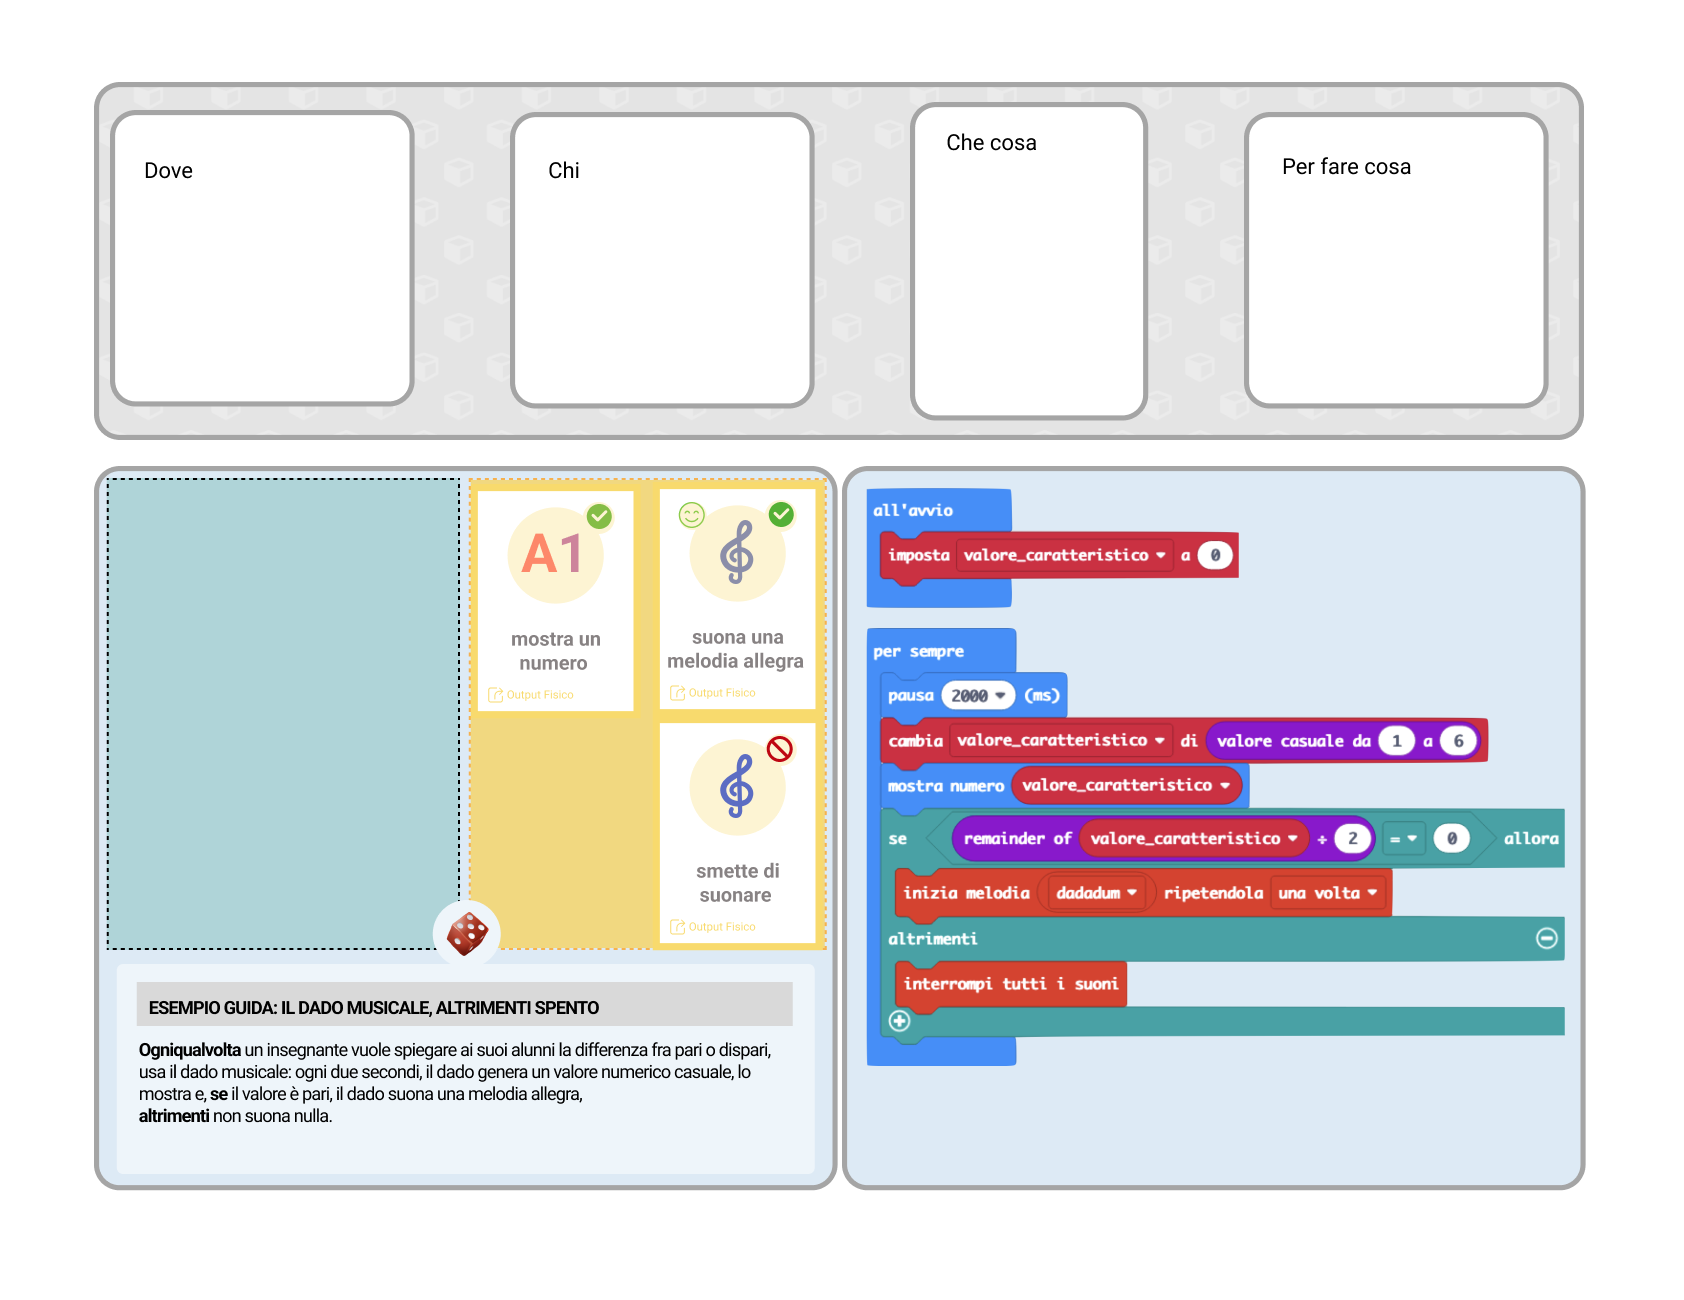 Dove
Chi
Che cosa
Per fare cosa
A1
mostra un
numero
Output Fisico
suona una
melodia allegra
Output Fisico
smette di
suonare
Output Fisico
ESEMPIO GUIDA: IL DADO MUSICALE, ALTRIMENTI SPENTO
Ogniqualvolta un insegnante vuole spiegare ai suoi alunni la differenza fra pari o dispari,
usa il dado musicale: ogni due secondi, il dado genera un valore numerico casuale, lo
mostra e, se il valore è pari, il dado suona una melodia allegra,
altrimenti non suona nulla.
all'avvio
imposta valore_caratteristico a 0
per sempre
pausa 2000 (ms)
cambia valore_caratteristico di valore casuale da 1 a 6
mostra numero valore_caratteristico
se remainder of valore_caratteristico ÷ 2 = 0 allora
inizia melodia dadadum ripetendola una volta
altrimenti
interrompi tutti i suoni